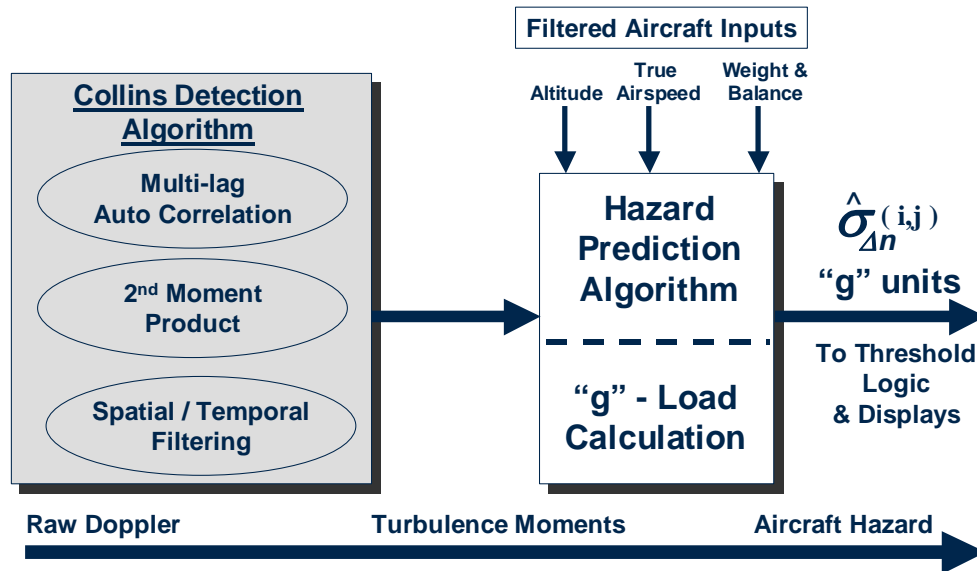 Filtered Aircraft Inputs
Altitude
True
Airspeed
Weight &
Balance
Collins Detection
Algorithm
Multi-lag
Auto Correlation
2nd Moment
Product
Spatial / Temporal
Filtering
Hazard
Prediction
Algorithm
“g” - Load
Calculation
σ̂Δn(i,j)
“g” units
To Threshold
Logic
& Displays
Raw Doppler
Turbulence Moments
Aircraft Hazard